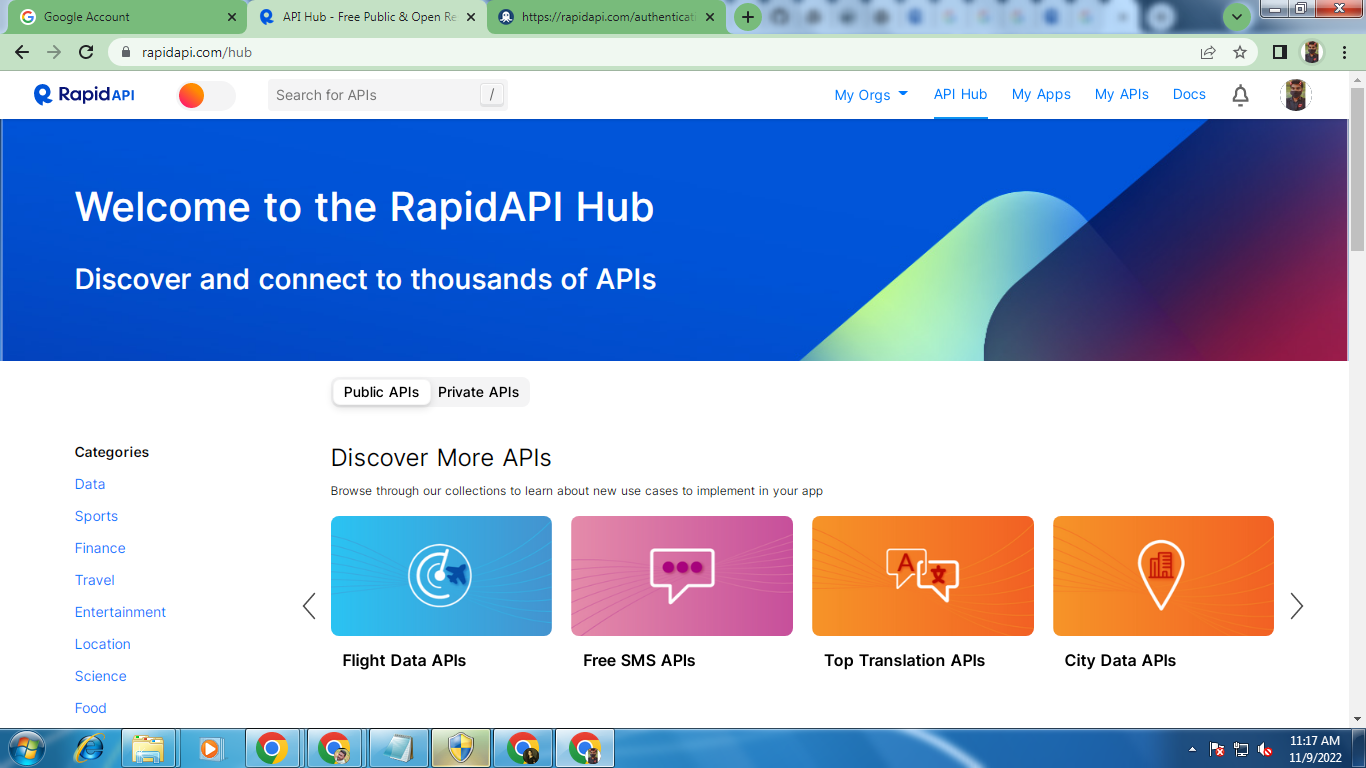 Google Account
API Hub - Free Public & Open Re
https://rapidapi.com/authenticati
rapidapi.com/hub
Rapid API
Search for APIs
/
My Orgs
API Hub
My Apps
My APIs
Docs
Welcome to the RapidAPI Hub
Discover and connect to thousands of APIs
Public APIs
Private APIs
Categories
Data
Sports
Finance
Travel
Entertainment
Location
Science
Food
Discover More APIs
Browse through our collections to learn about new use cases to implement in your app
A 文
Flight Data APIs
Free SMS APIs
Top Translation APIs
City Data APIs
11:17 AM
11/9/2022